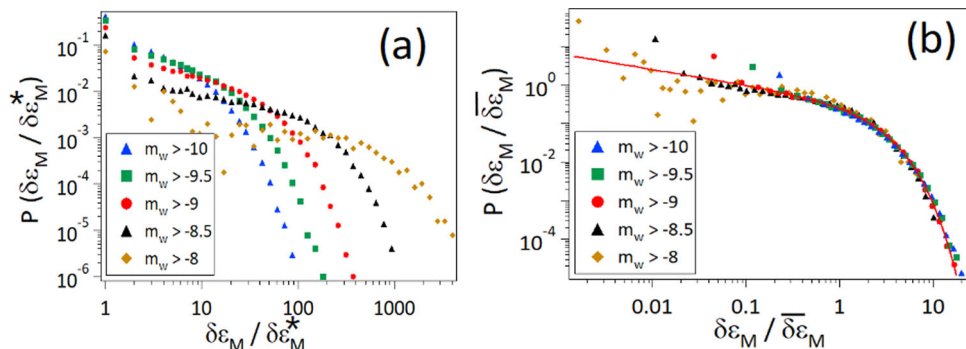 (a)
P (δε_M / δε*_M)
10^-1
10^-2
10^-3
10^-4
10^-5
10^-6
m_w >-10
m_w >-9.5
m_w >-9
m_w >-8.5
m_w >-8
1 10 100 1000
δε_M / δε*_M
(b)
P (δε_M / \overline{δε}_M)
10^0
10^-2
10^-4
m_w >-10
m_w >-9.5
m_w >-9
m_w >-8.5
m_w >-8
0.01 0.1 1 10
δε_M / \overline{δε}_M